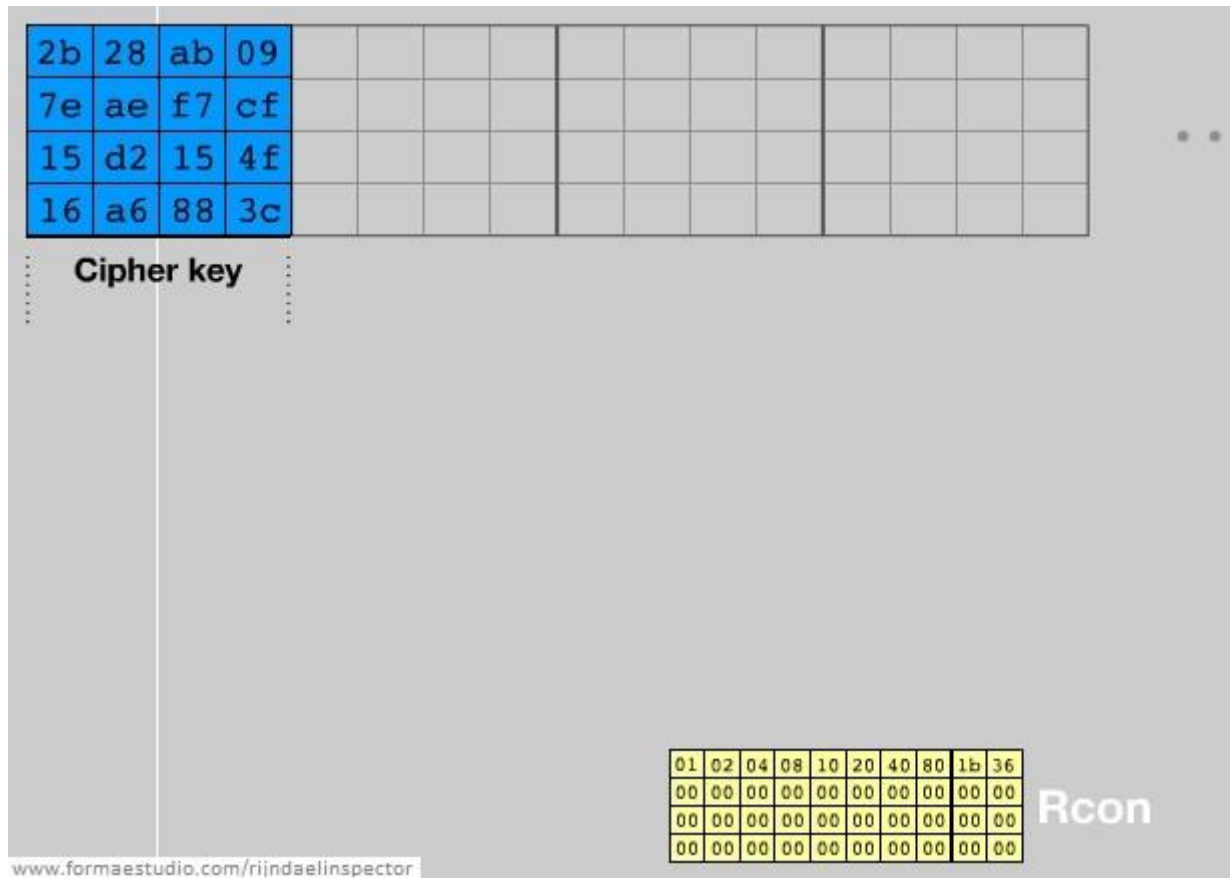 2b 28 ab 09
7e ae f7 cf
15 d2 15 4f
16 a6 88 3c
Cipher key
01 02 04 08 10 20 40 80 1b 36
00 00 00 00 00 00 00 00 00 00
00 00 00 00 00 00 00 00 00 00
00 00 00 00 00 00 00 00 00 00
Rcon
www.formaestudio.com/rijndaelinspector